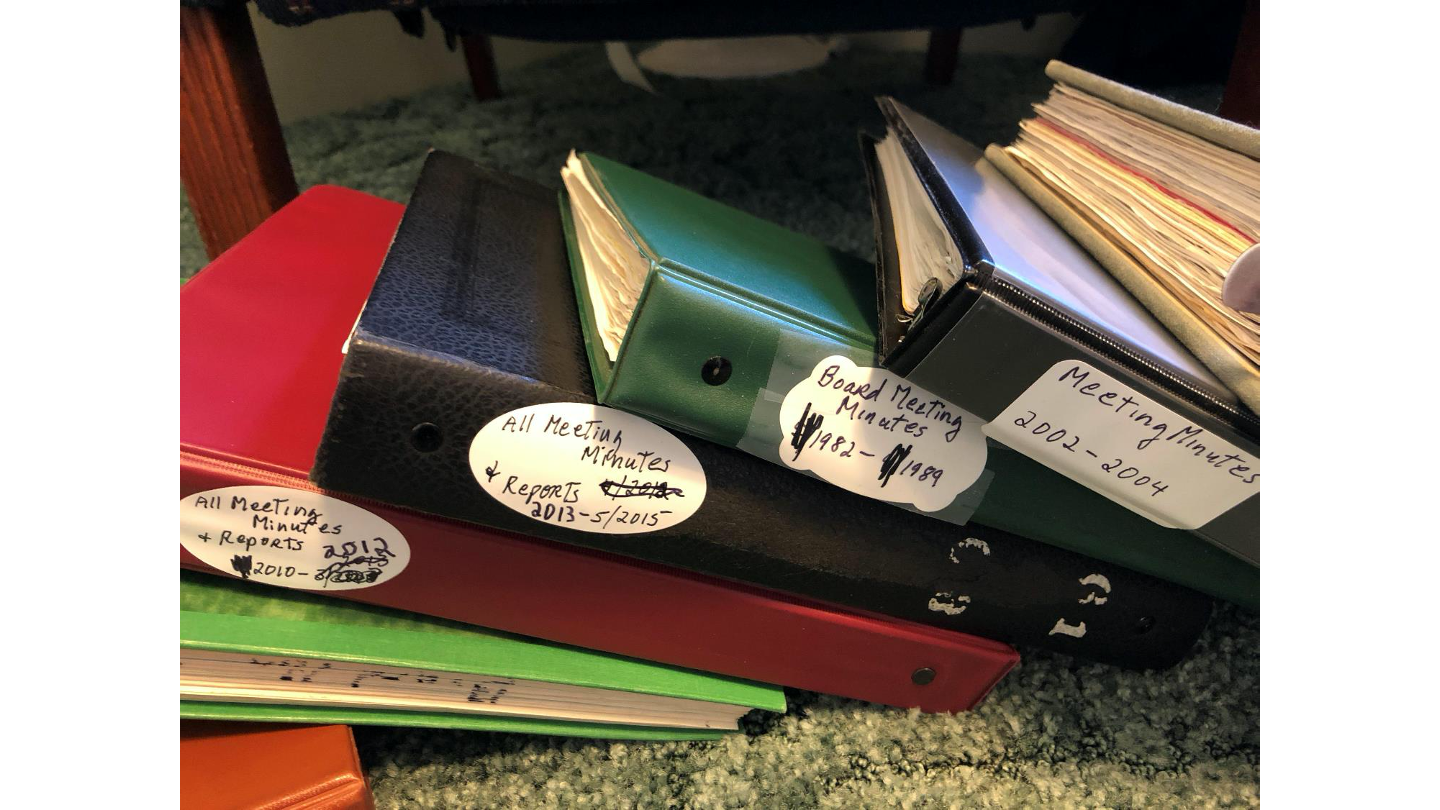 All Meeting
Minutes
& Reports 2012
2010-
All Meeting
Minutes
& Reports
2013-5/2015
Board Meeting
Minutes
1982-1989
Meeting Minutes
2002-2004